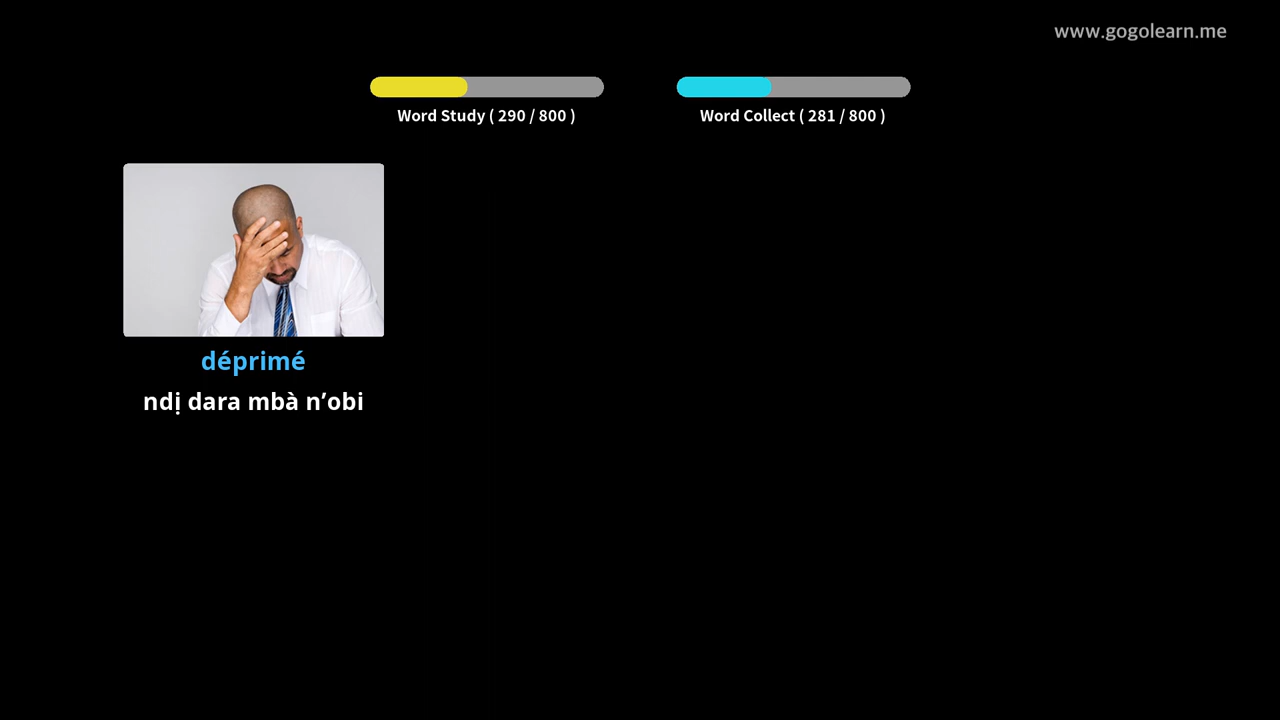 www.gogolearn.me
Word Study ( 290 / 800 )
Word Collect ( 281 / 800 )
déprimé
ndị dara mbà n’obi